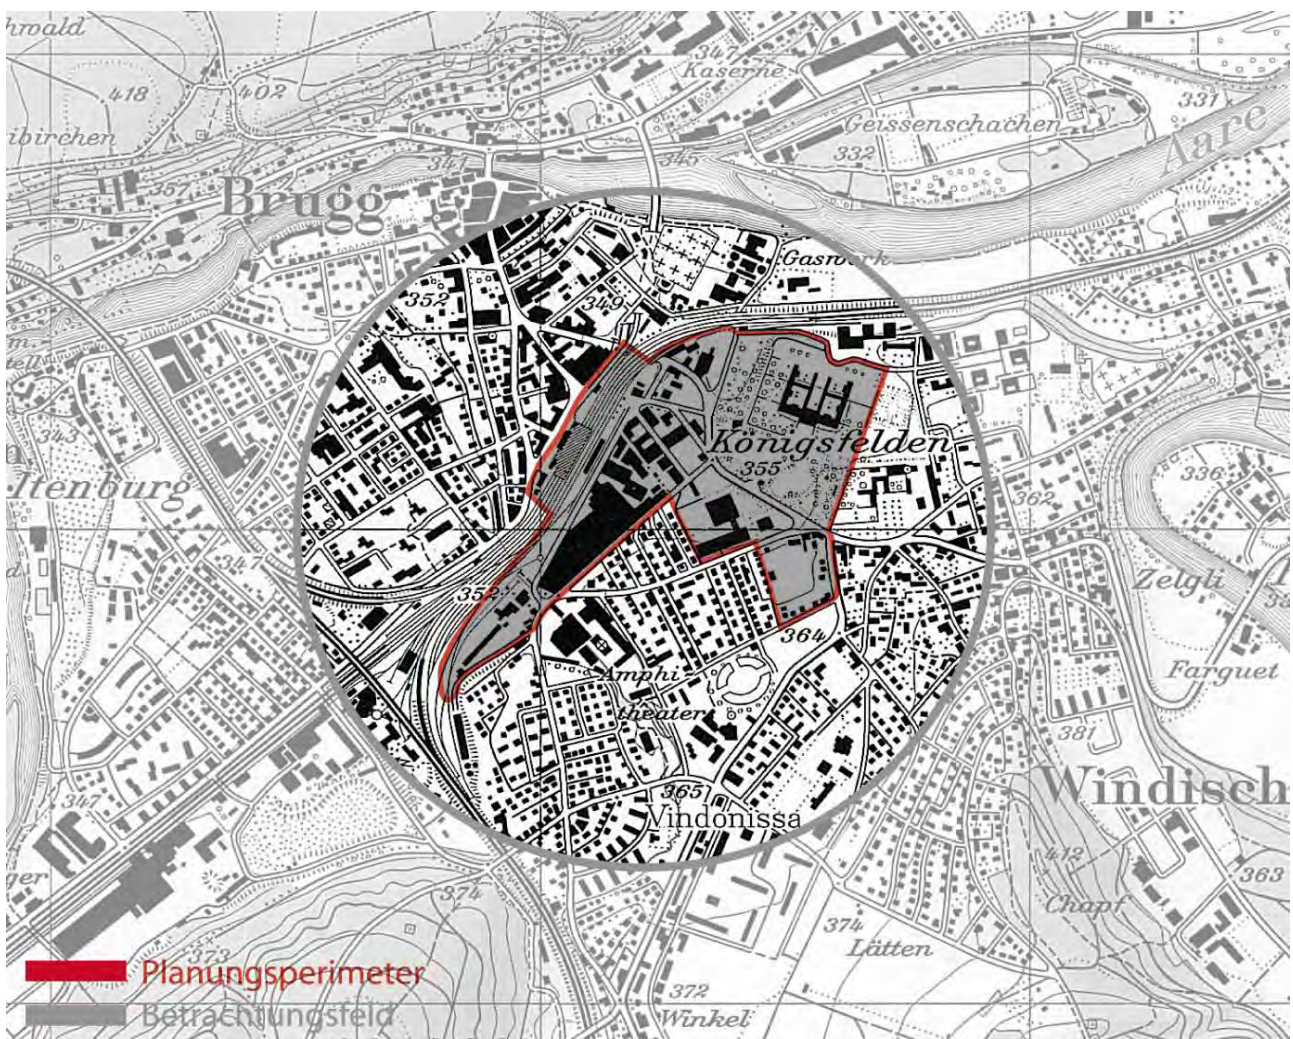 hwald
402
418
347
Kaserne
331
ibirchen
Geissenschachen
Aare
341
345
332
357
Brugg
Gaswerk
352
349
Königsfelden
343
355
336
ltenburg
362
347
352
Zelgli
364
Farguet
Amphi-
theater
381
365
Windisch
347
Vindonissa
412
363
374
Chapf
374
373
Lätten
Planungsperimeter
372
Betrachtungsfeld
Winkel